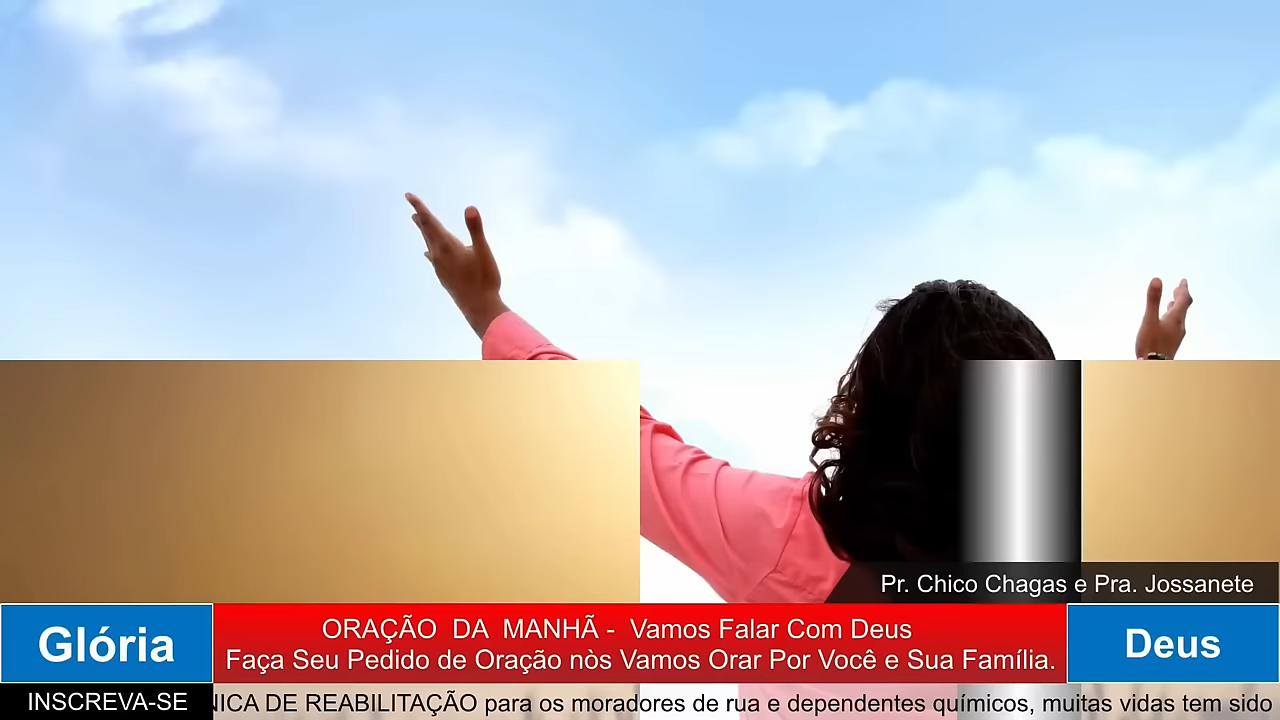 Pr. Chico Chagas e Pra. Jossanete
Glória
ORAÇÃO DA MANHÃ - Vamos Falar Com Deus
Faça Seu Pedido de Oração nòs Vamos Orar Por Você e Sua Família.
Deus
INSCREVA-SE
NICA DE REABILITAÇÃO para os moradores de rua e dependentes químicos, muitas vidas tem sido